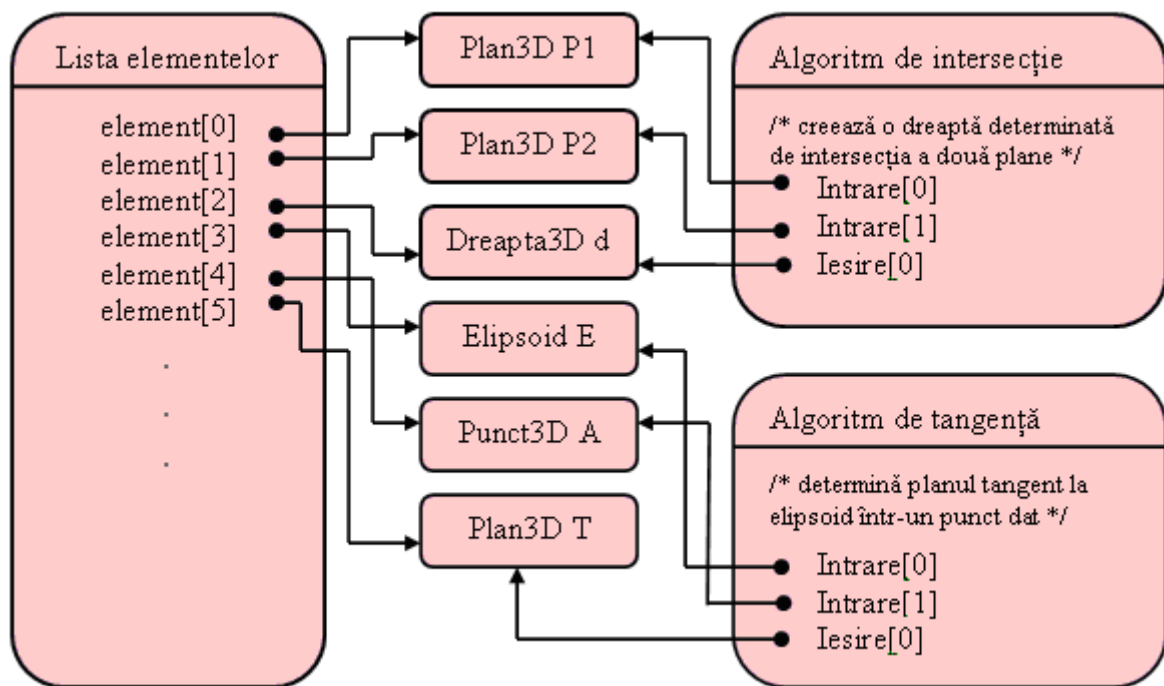 Lista elementelor
element[0]
element[1]
element[2]
element[3]
element[4]
element[5]
.
.
.
Plan3D P1
Plan3D P2
Dreapta3D d
Elipsoid E
Punct3D A
Plan3D T
Algoritm de intersecție
/* creează o dreaptă determinată
de intersecția a două plane */
Intrare[0]
Intrare[1]
Iesire[0]
Algoritm de tangență
/* determină planul tangent la
elipsoid într-un punct dat */
Intrare[0]
Intrare[1]
Iesire[0]